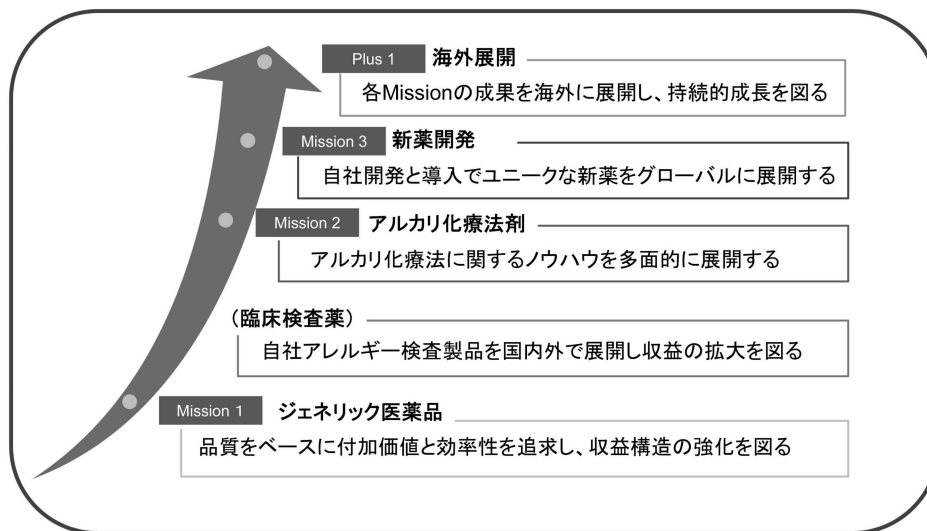 Plus 1 海外展開
各Missionの成果を海外に展開し、持続的成長を図る
Mission 3 新薬開発
自社開発と導入でユニークな新薬をグローバルに展開する
Mission 2 アルカリ化療法剤
アルカリ化療法に関するノウハウを多面的に展開する
(臨床検査薬)
自社アレルギー検査製品を国内外で展開し収益の拡大を図る
Mission 1 ジェネリック医薬品
品質をベースに付加価値と効率性を追求し、収益構造の強化を図る